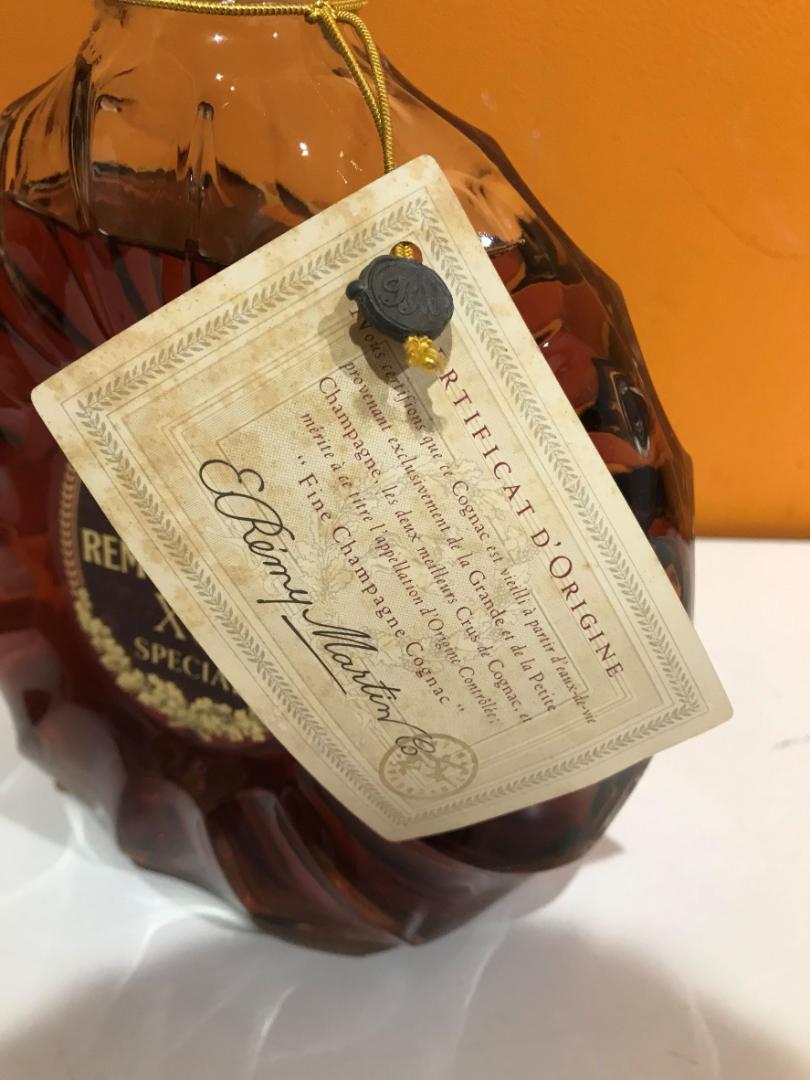 RM
CERTIFICAT D'ORIGINE
Nous certifions que ce Cognac est vieilli à partir d'eaux-de-vie
provenant exclusivement de la Grande et de la Petite
Champagne, les deux meilleurs Crus de Cognac, et
mérite à ce titre l'appellation d'Origine Contrôlée:
“ Fine Champagne Cognac ”
E. Rémy Martin & Co
REM
X
SPECIAL